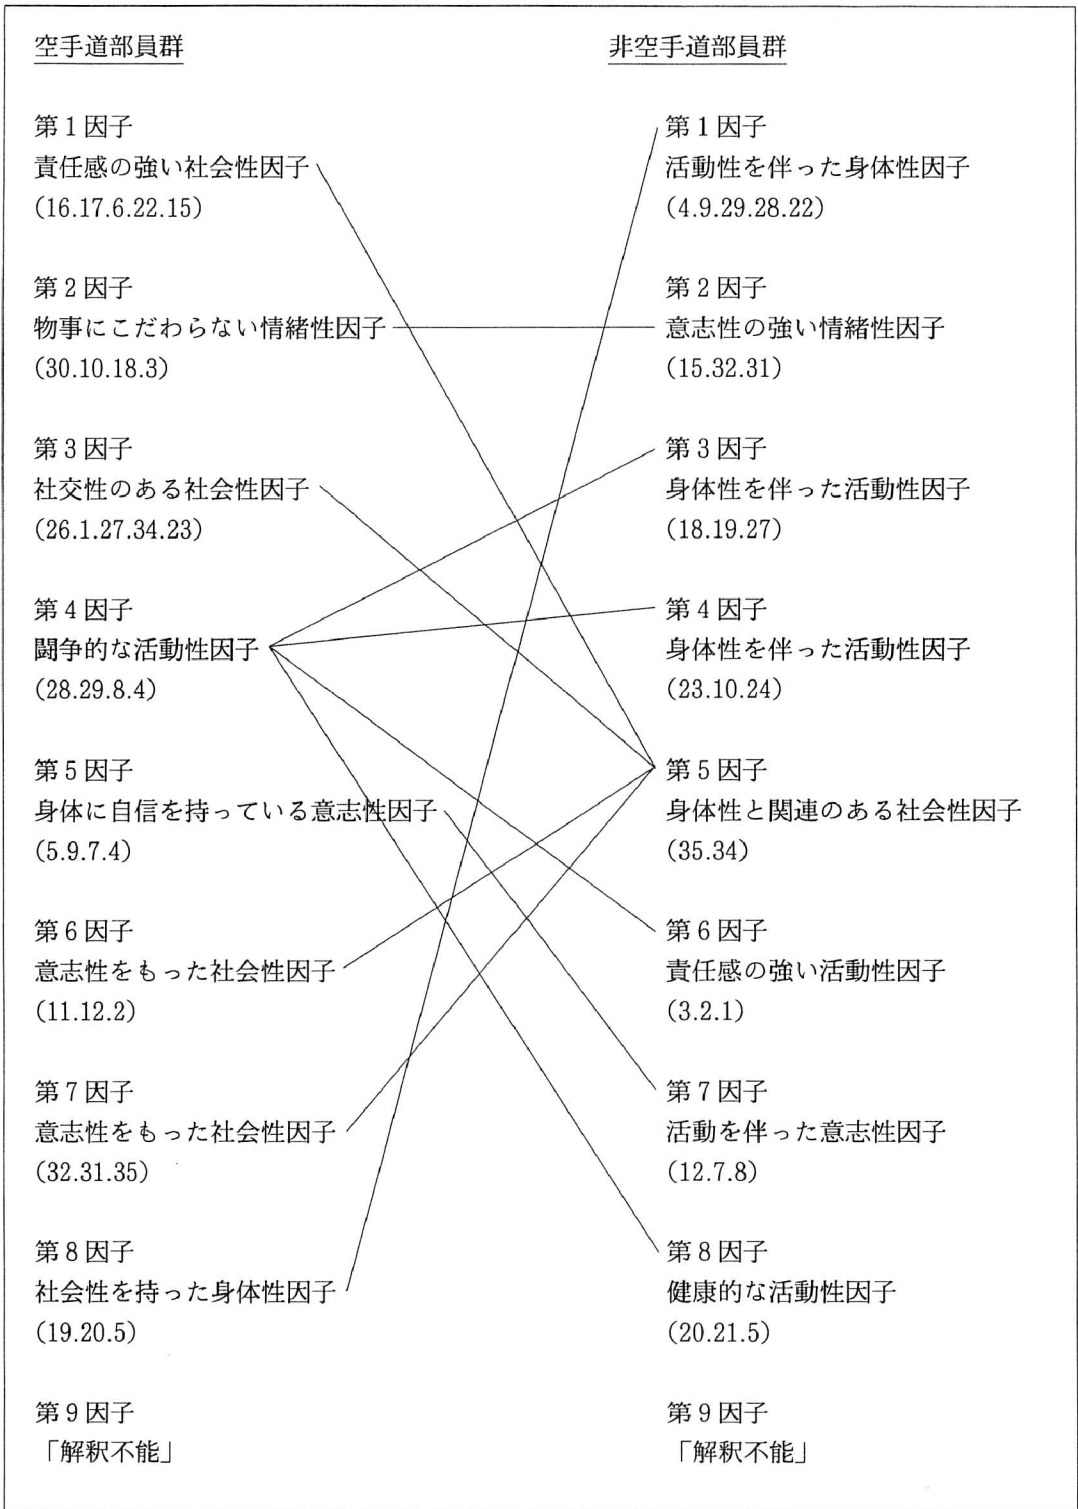 空手道部員群
第1因子
責任感の強い社会性因子
(16.17.6.22.15)
第2因子
物事にこだわらない情緒性因子
(30.10.18.3)
第3因子
社交性のある社会性因子
(26.1.27.34.23)
第4因子
闘争的な活動性因子
(28.29.8.4)
第5因子
身体に自信を持っている意志性因子
(5.9.7.4)
第6因子
意志性をもった社会性因子
(11.12.2)
第7因子
意志性をもった社会性因子
(32.31.35)
第8因子
社会性を持った身体性因子
(19.20.5)
第9因子
「解釈不能」
非空手道部員群
第1因子
活動性を伴った身体性因子
(4.9.29.28.22)
第2因子
意志性の強い情緒性因子
(15.32.31)
第3因子
身体性を伴った活動性因子
(18.19.27)
第4因子
身体性を伴った活動性因子
(23.10.24)
第5因子
身体性と関連のある社会性因子
(35.34)
第6因子
責任感の強い活動性因子
(3.2.1)
第7因子
活動を伴った意志性因子
(12.7.8)
第8因子
健康的な活動性因子
(20.21.5)
第9因子
「解釈不能」